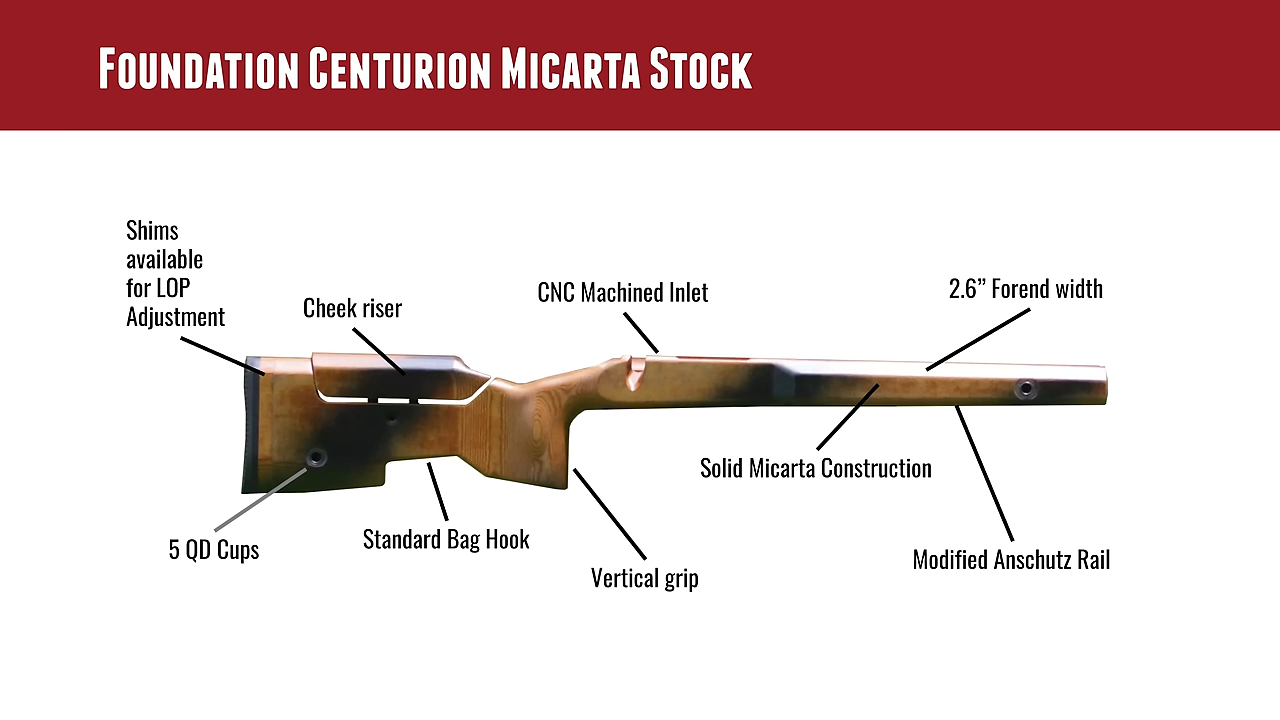 Foundation Centurion Micarta Stock
Shims
available
for LOP
Adjustment
Cheek riser
CNC Machined Inlet
2.6” Forend width
Solid Micarta Construction
5 QD Cups
Standard Bag Hook
Vertical grip
Modified Anschutz Rail